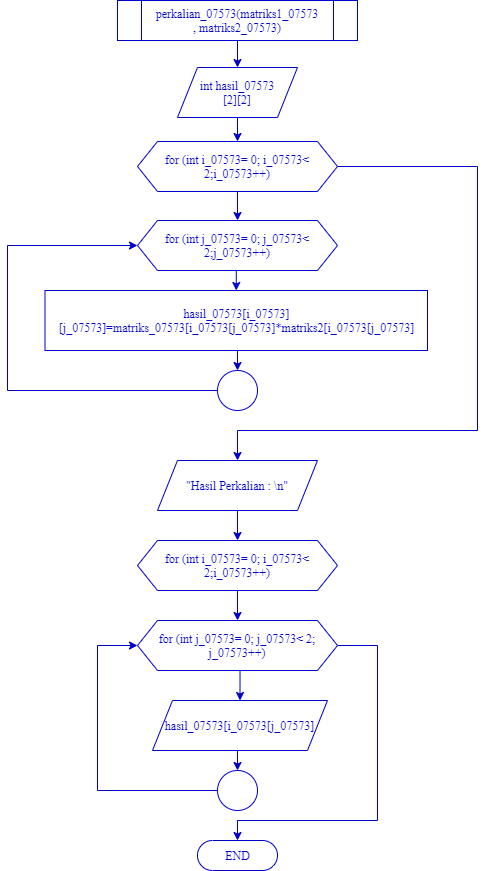 perkalian_07573(matriks1_07573
, matriks2_07573)
int hasil_07573
[2][2]
for (int i_07573= 0; i_07573<
2;i_07573++)
for (int j_07573= 0; j_07573<
2;j_07573++)
hasil_07573[i_07573]
[j_07573]=matriks_07573[i_07573[j_07573]*matriks2[i_07573[j_07573]
"Hasil Perkalian : \n"
for (int i_07573= 0; i_07573<
2;i_07573++)
for (int j_07573= 0; j_07573< 2;
j_07573++)
hasil_07573[i_07573[j_07573]
END